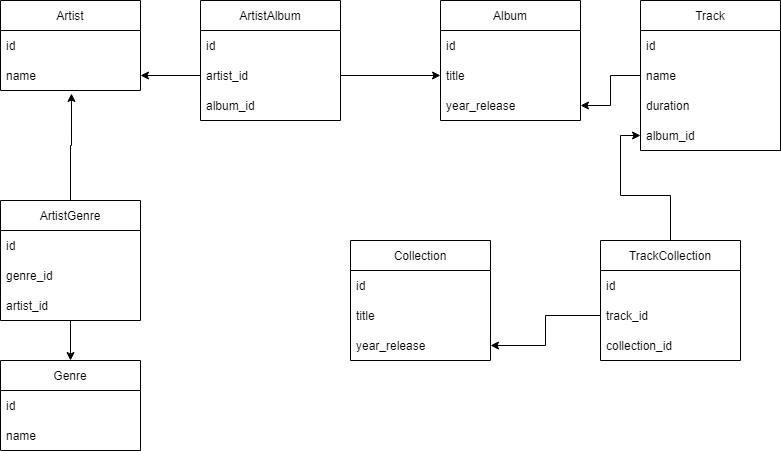 Artist
id
name
ArtistAlbum
id
artist_id
album_id
Album
id
title
year_release
Track
id
name
duration
album_id
ArtistGenre
id
genre_id
artist_id
Collection
id
title
year_release
TrackCollection
id
track_id
collection_id
Genre
id
name